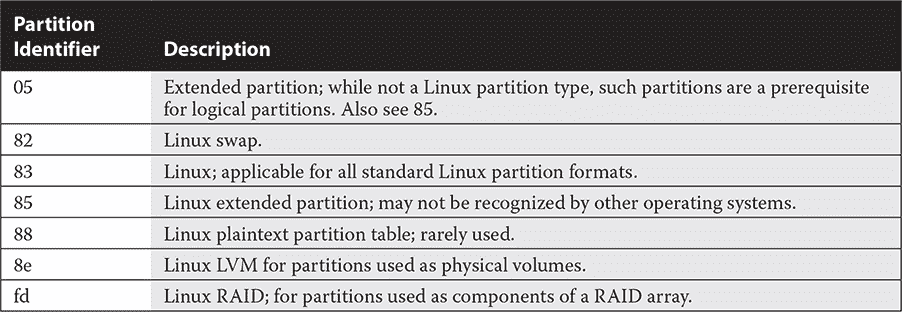 Partition
Identifier Description
05 Extended partition; while not a Linux partition type, such partitions are a prerequisite
for logical partitions. Also see 85.
82 Linux swap.
83 Linux; applicable for all standard Linux partition formats.
85 Linux extended partition; may not be recognized by other operating systems.
88 Linux plaintext partition table; rarely used.
8e Linux LVM for partitions used as physical volumes.
fd Linux RAID; for partitions used as components of a RAID array.